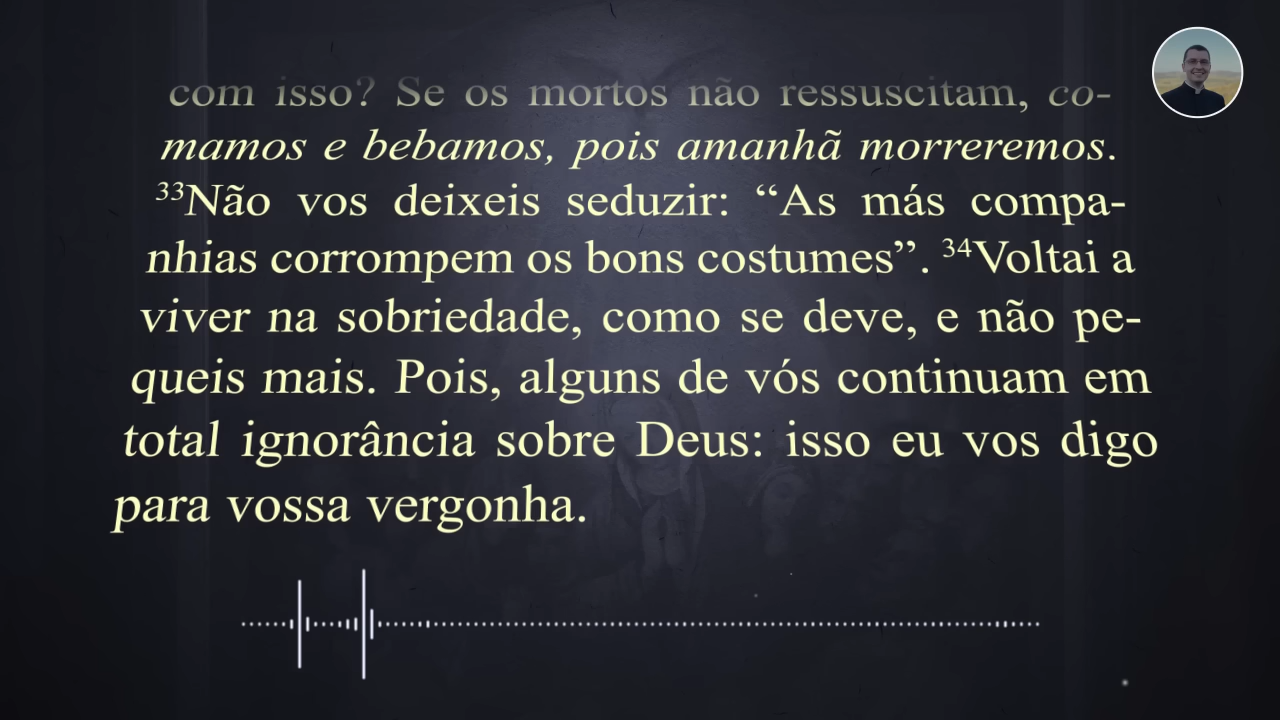 com isso? Se os mortos não ressuscitam, co-
mamos e bebamos, pois amanhã morreremos.
³³Não vos deixeis seduzir: “As más compa-
nhias corrompem os bons costumes”. ³⁴Voltai a
viver na sobriedade, como se deve, e não pe-
queis mais. Pois, alguns de vós continuam em
total ignorância sobre Deus: isso eu vos digo
para vossa vergonha.